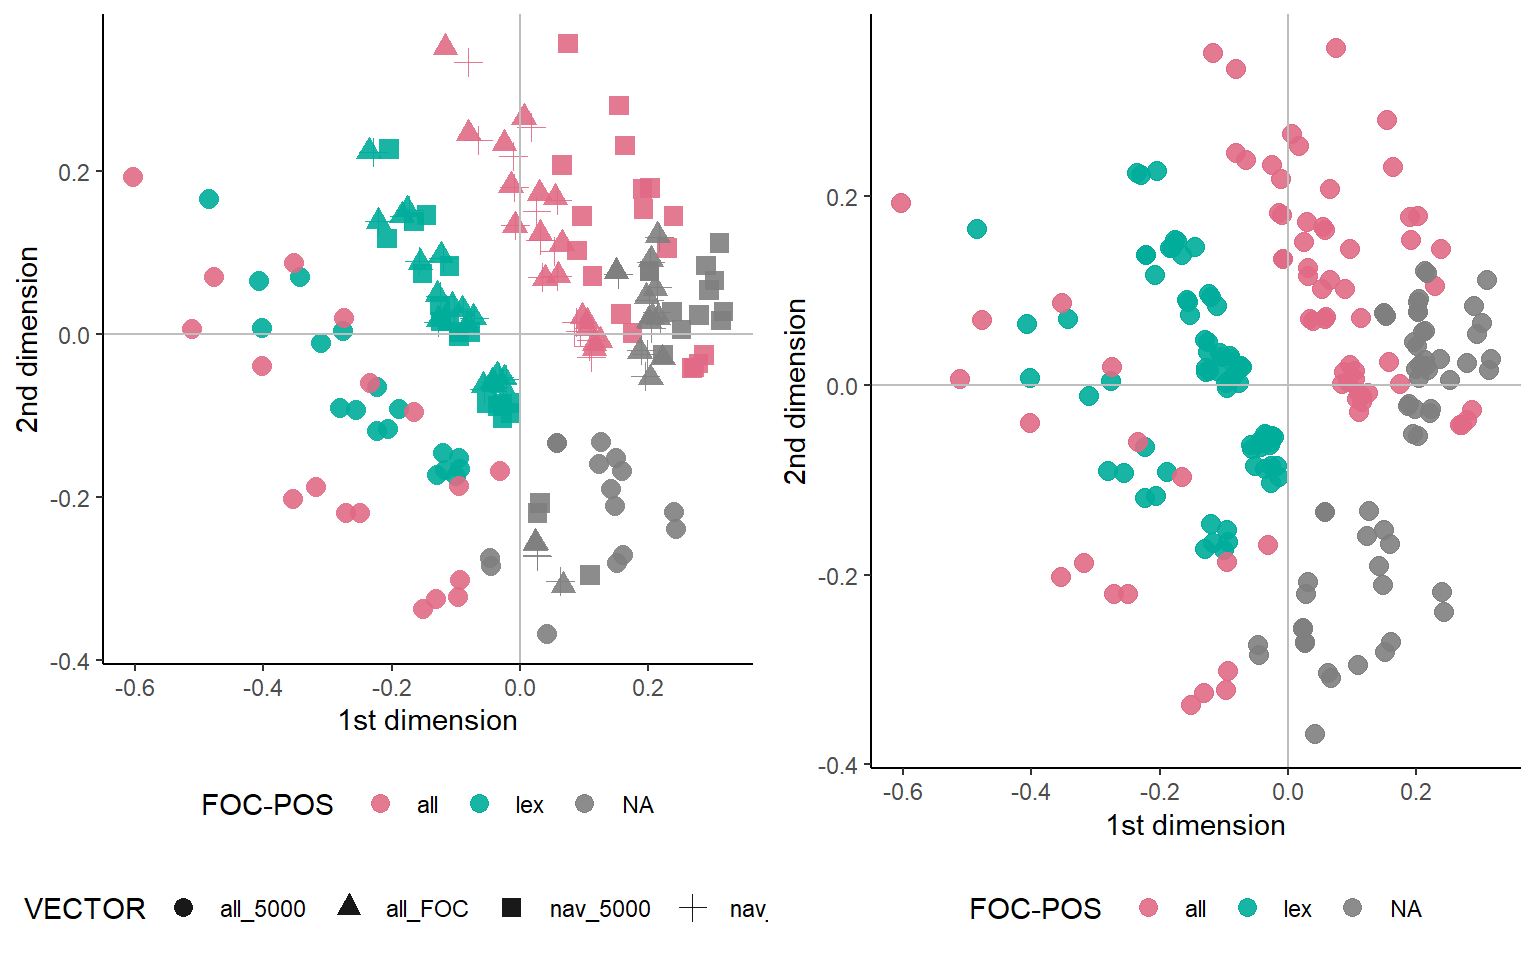 0.2
0.0
-0.2
-0.4
2nd dimension
-0.6 -0.4 -0.2 0.0 0.2
1st dimension
FOC-POS all lex NA
VECTOR all_5000 all_FOC nav_5000 nav_
0.2
0.0
-0.2
-0.4
2nd dimension
-0.6 -0.4 -0.2 0.0 0.2
1st dimension
FOC-POS all lex NA